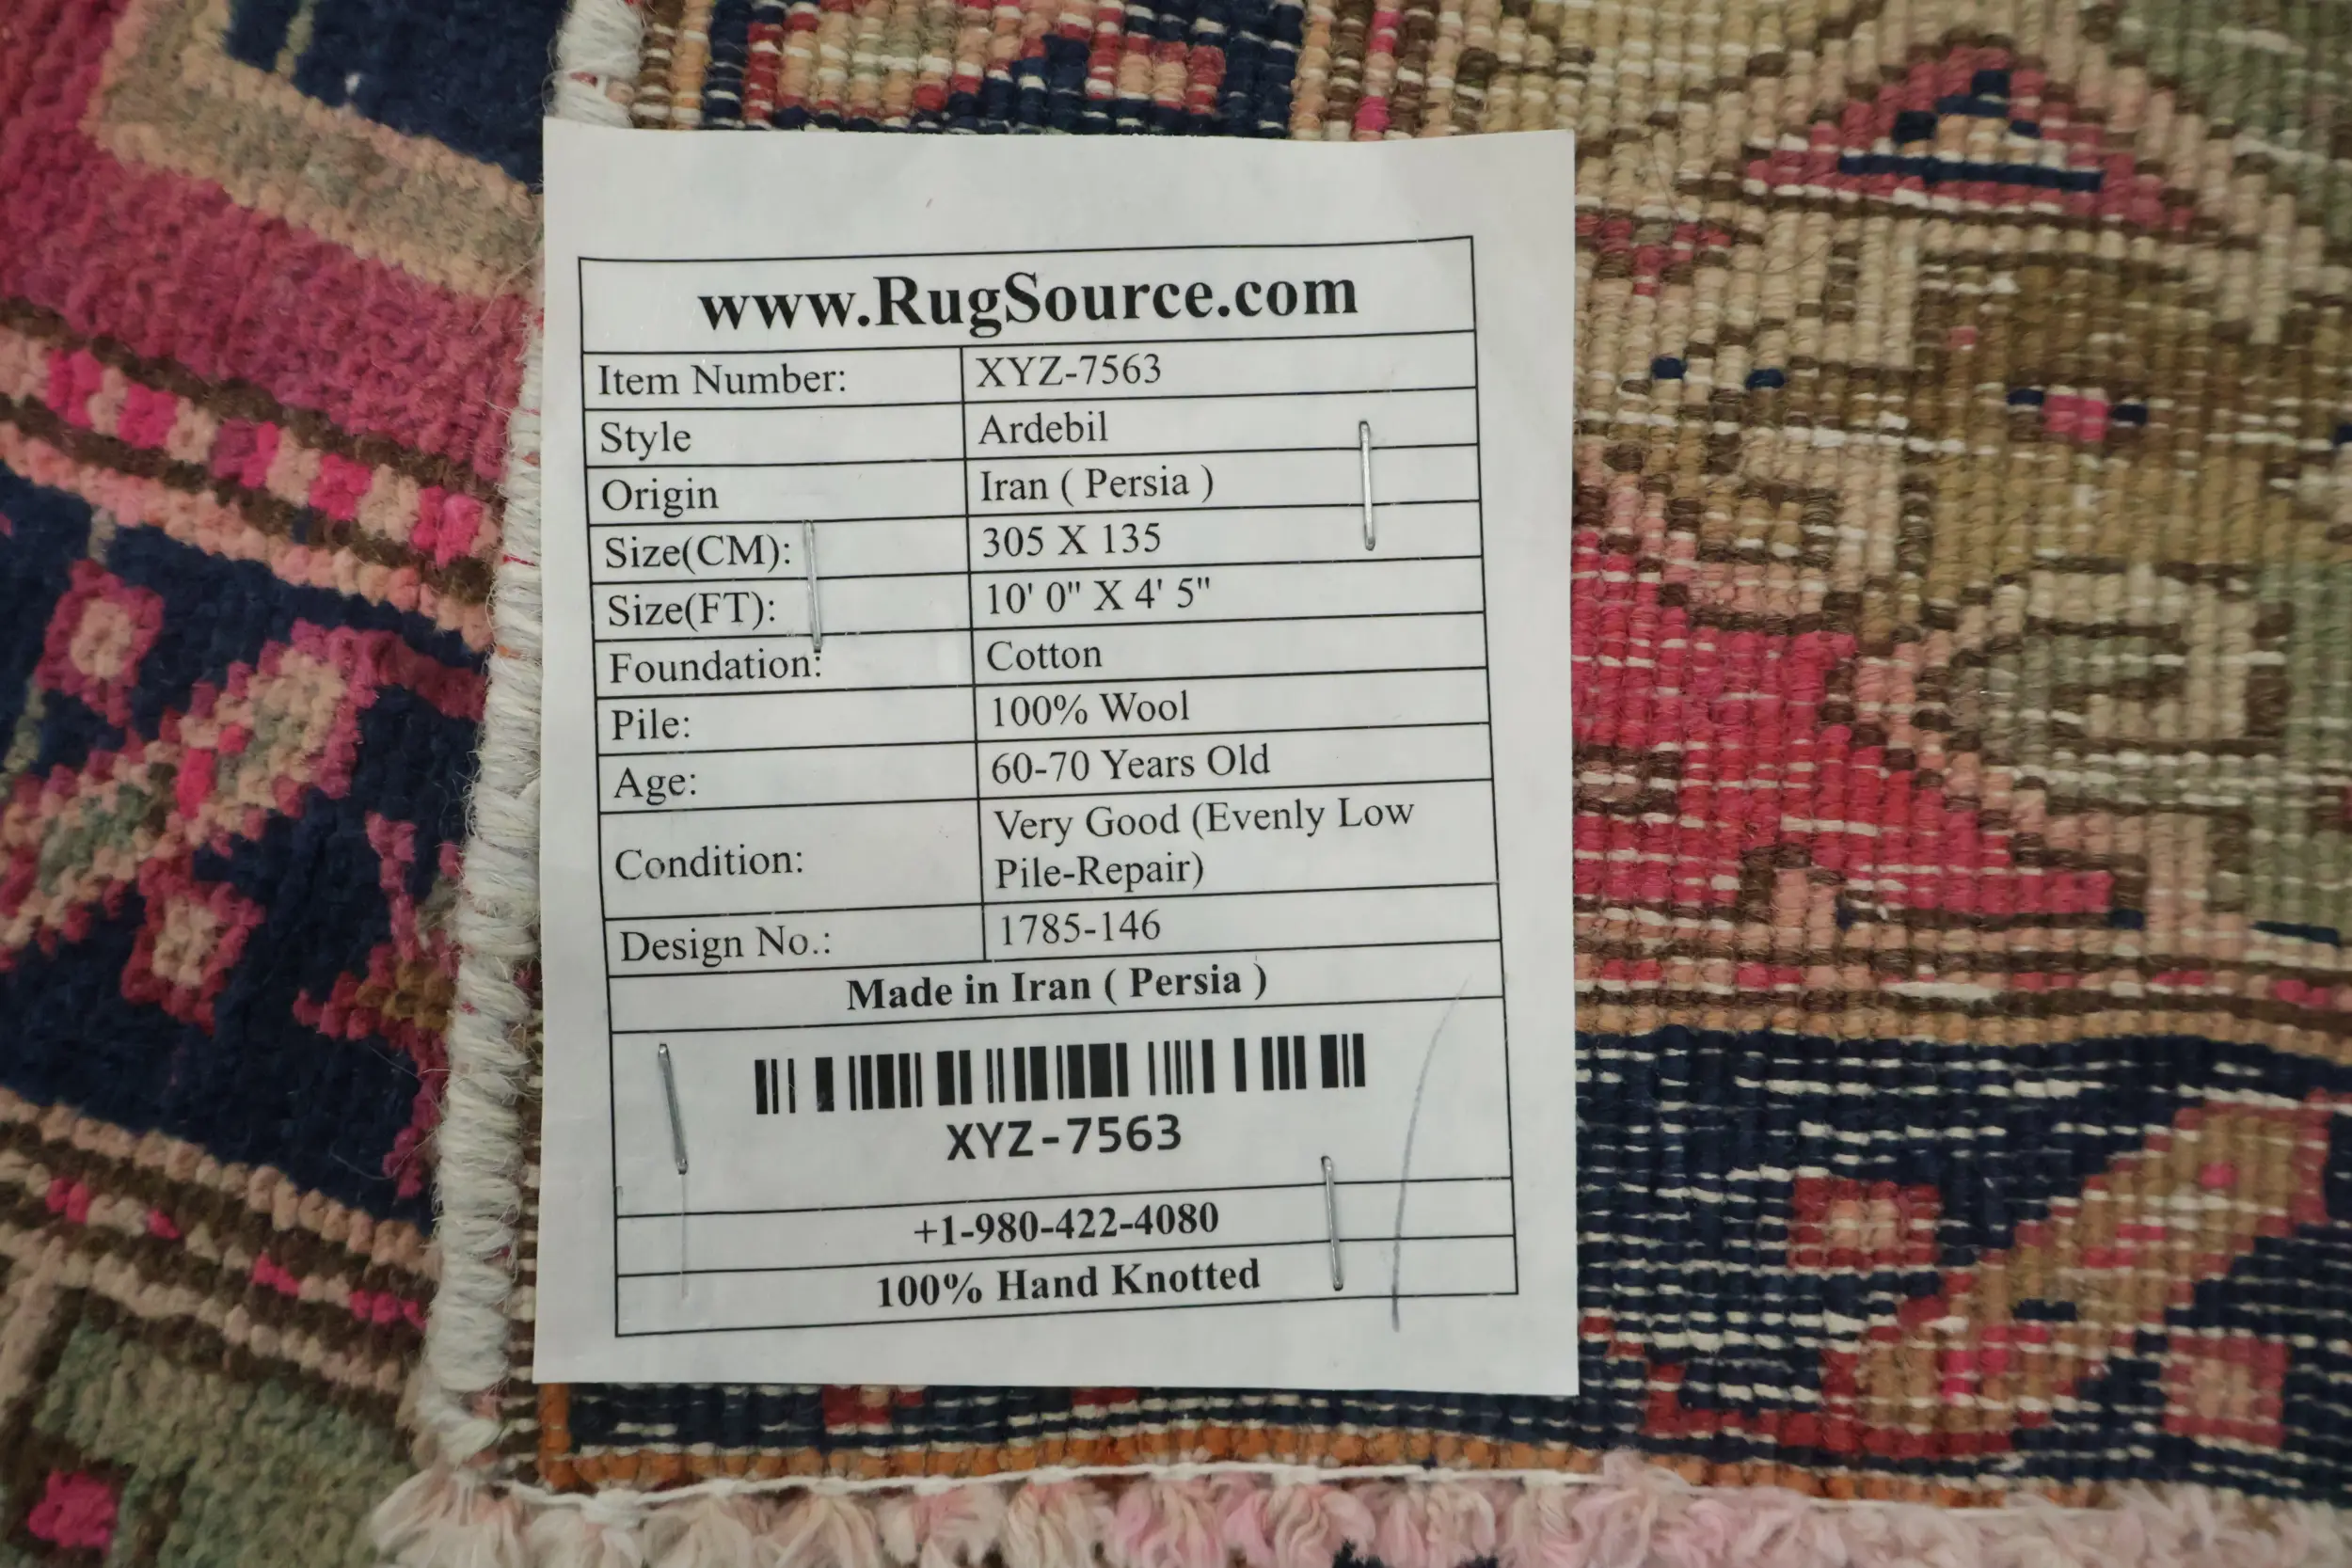 www.RugSource.com
Item Number: XYZ-7563
Style Ardebil
Origin Iran ( Persia )
Size(CM): 305 X 135
Size(FT): 10' 0" X 4' 5"
Foundation: Cotton
Pile: 100% Wool
Age: 60-70 Years Old
Condition: Very Good (Evenly Low
Pile-Repair)
Design No.: 1785-146
Made in Iran ( Persia )
XYZ-7563
+1-980-422-4080
100% Hand Knotted